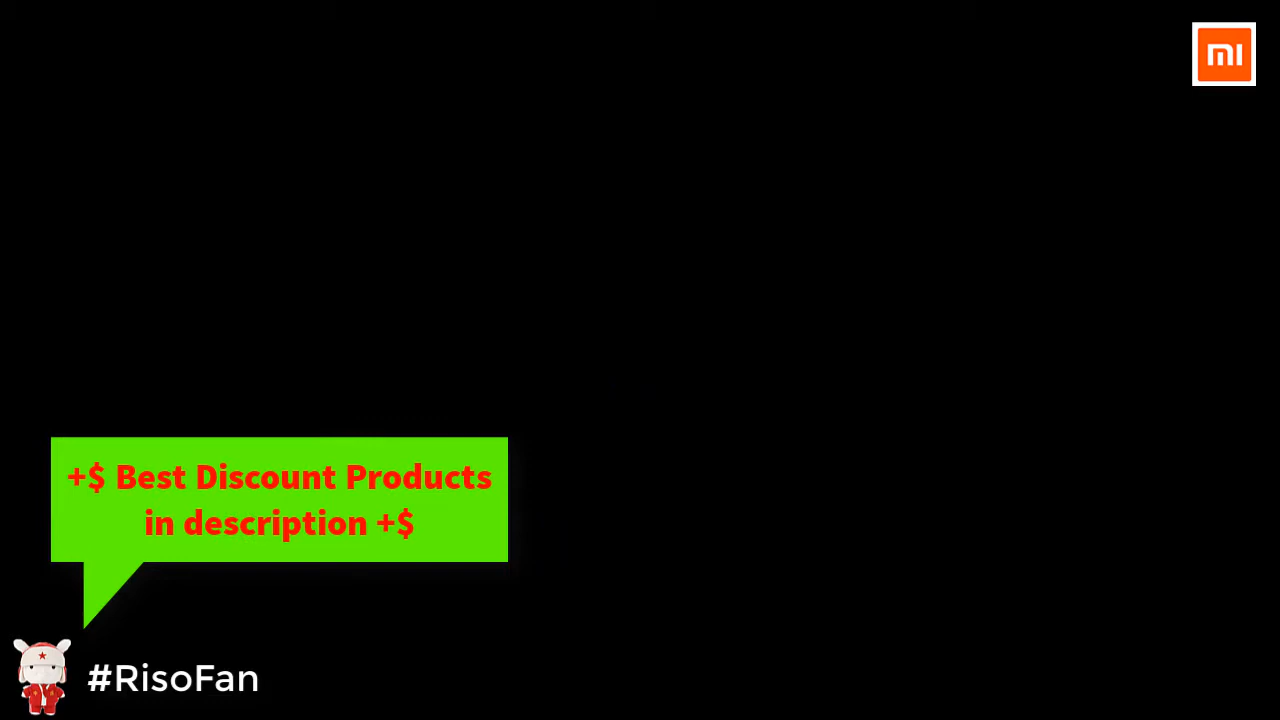 mi
+$ Best Discount Products
in description +$
#RisoFan